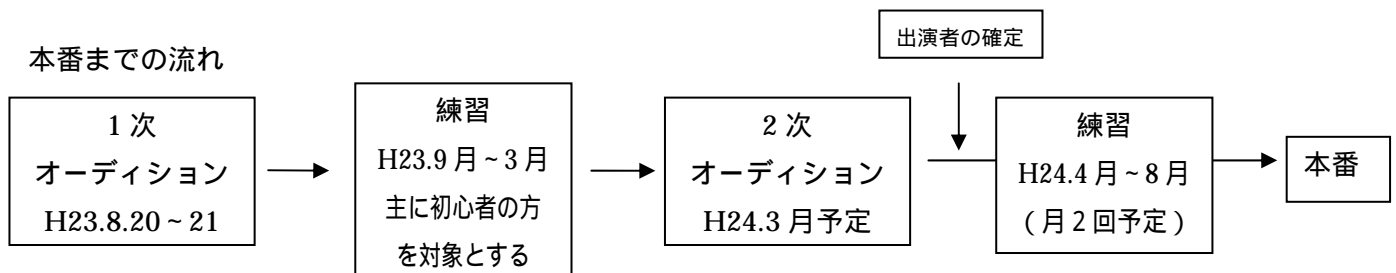 本番までの流れ
1 次
オーディション
H23.8.20 ~ 21
練習
H23.9 月 ~ 3 月
主に初心者の方
を対象とする
2 次
オーディション
H24.3 月予定
出演者の確定
練習
H24.4 月 ~ 8 月
( 月 2 回予定 )
本番